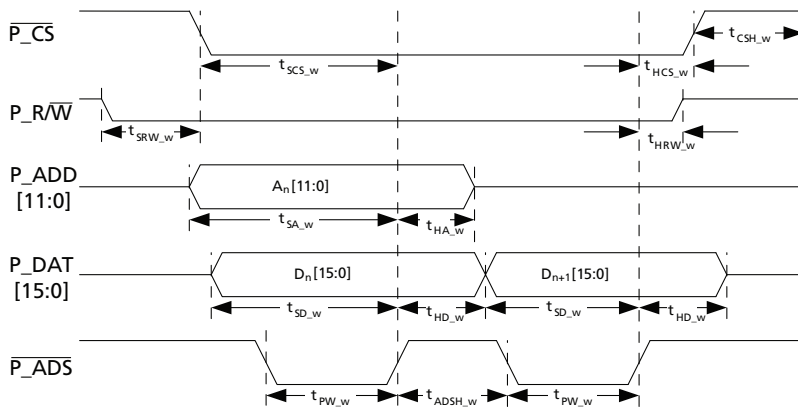 P_CS
t_SCS_w
t_HCS_w
t_CSH_w
P_R/W
t_SRW_w
t_HRW_w
P_ADD
[11:0]
A_n[11:0]
t_SA_w
t_HA_w
P_DAT
[15:0]
D_n[15:0]
D_n+1[15:0]
t_SD_w
t_HD_w
t_SD_w
t_HD_w
P_ADS
t_PW_w
t_ADSH_w
t_PW_w